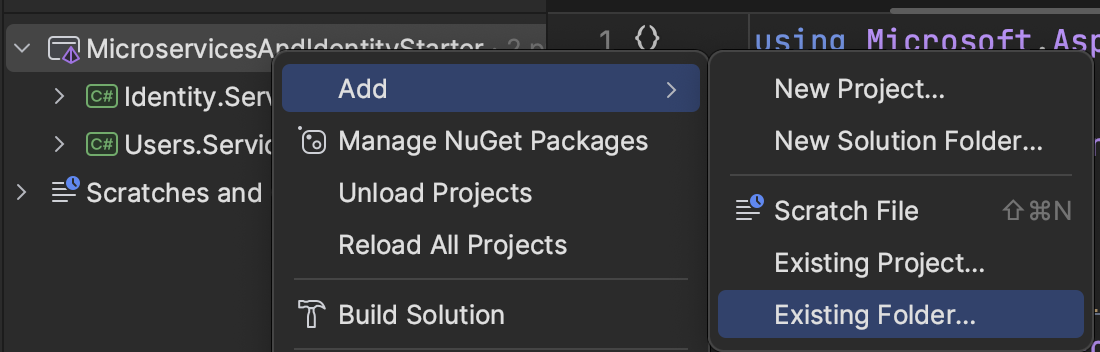 MicroservicesAndIdentityStarter · 2 p
Identity.Ser
Users.Servic
Scratches and
1 {} using Microsoft.Asp
Add
Manage NuGet Packages
Unload Projects
Reload All Projects
Build Solution
New Project...
New Solution Folder...
Scratch File ⇧⌘N
Existing Project...
Existing Folder...
C#
C#